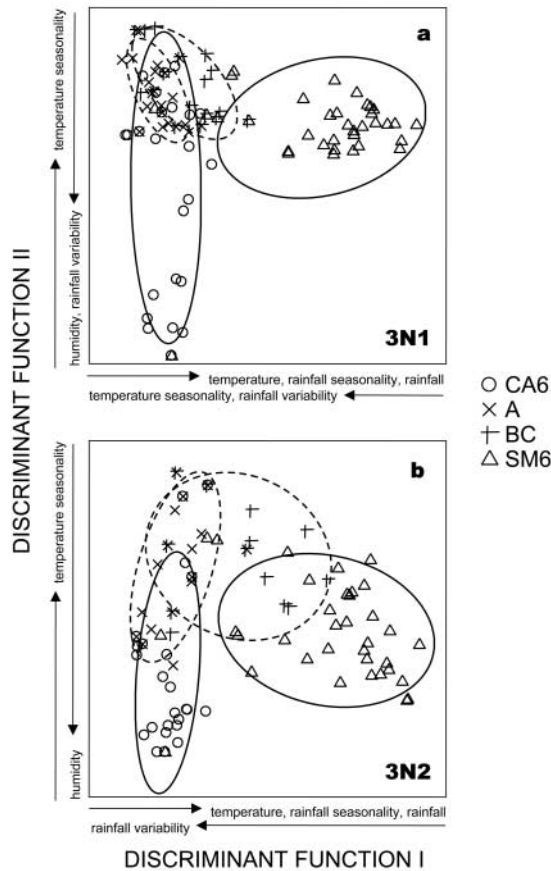 a
temperature seasonality
humidity, rainfall variability
DISCRIMINANT FUNCTION II
3N1
temperature, rainfall seasonality, rainfall
temperature seasonality, rainfall variability
CA6
A
BC
SM6
b
temperature seasonality
humidity
3N2
temperature, rainfall seasonality, rainfall
rainfall variability
DISCRIMINANT FUNCTION I